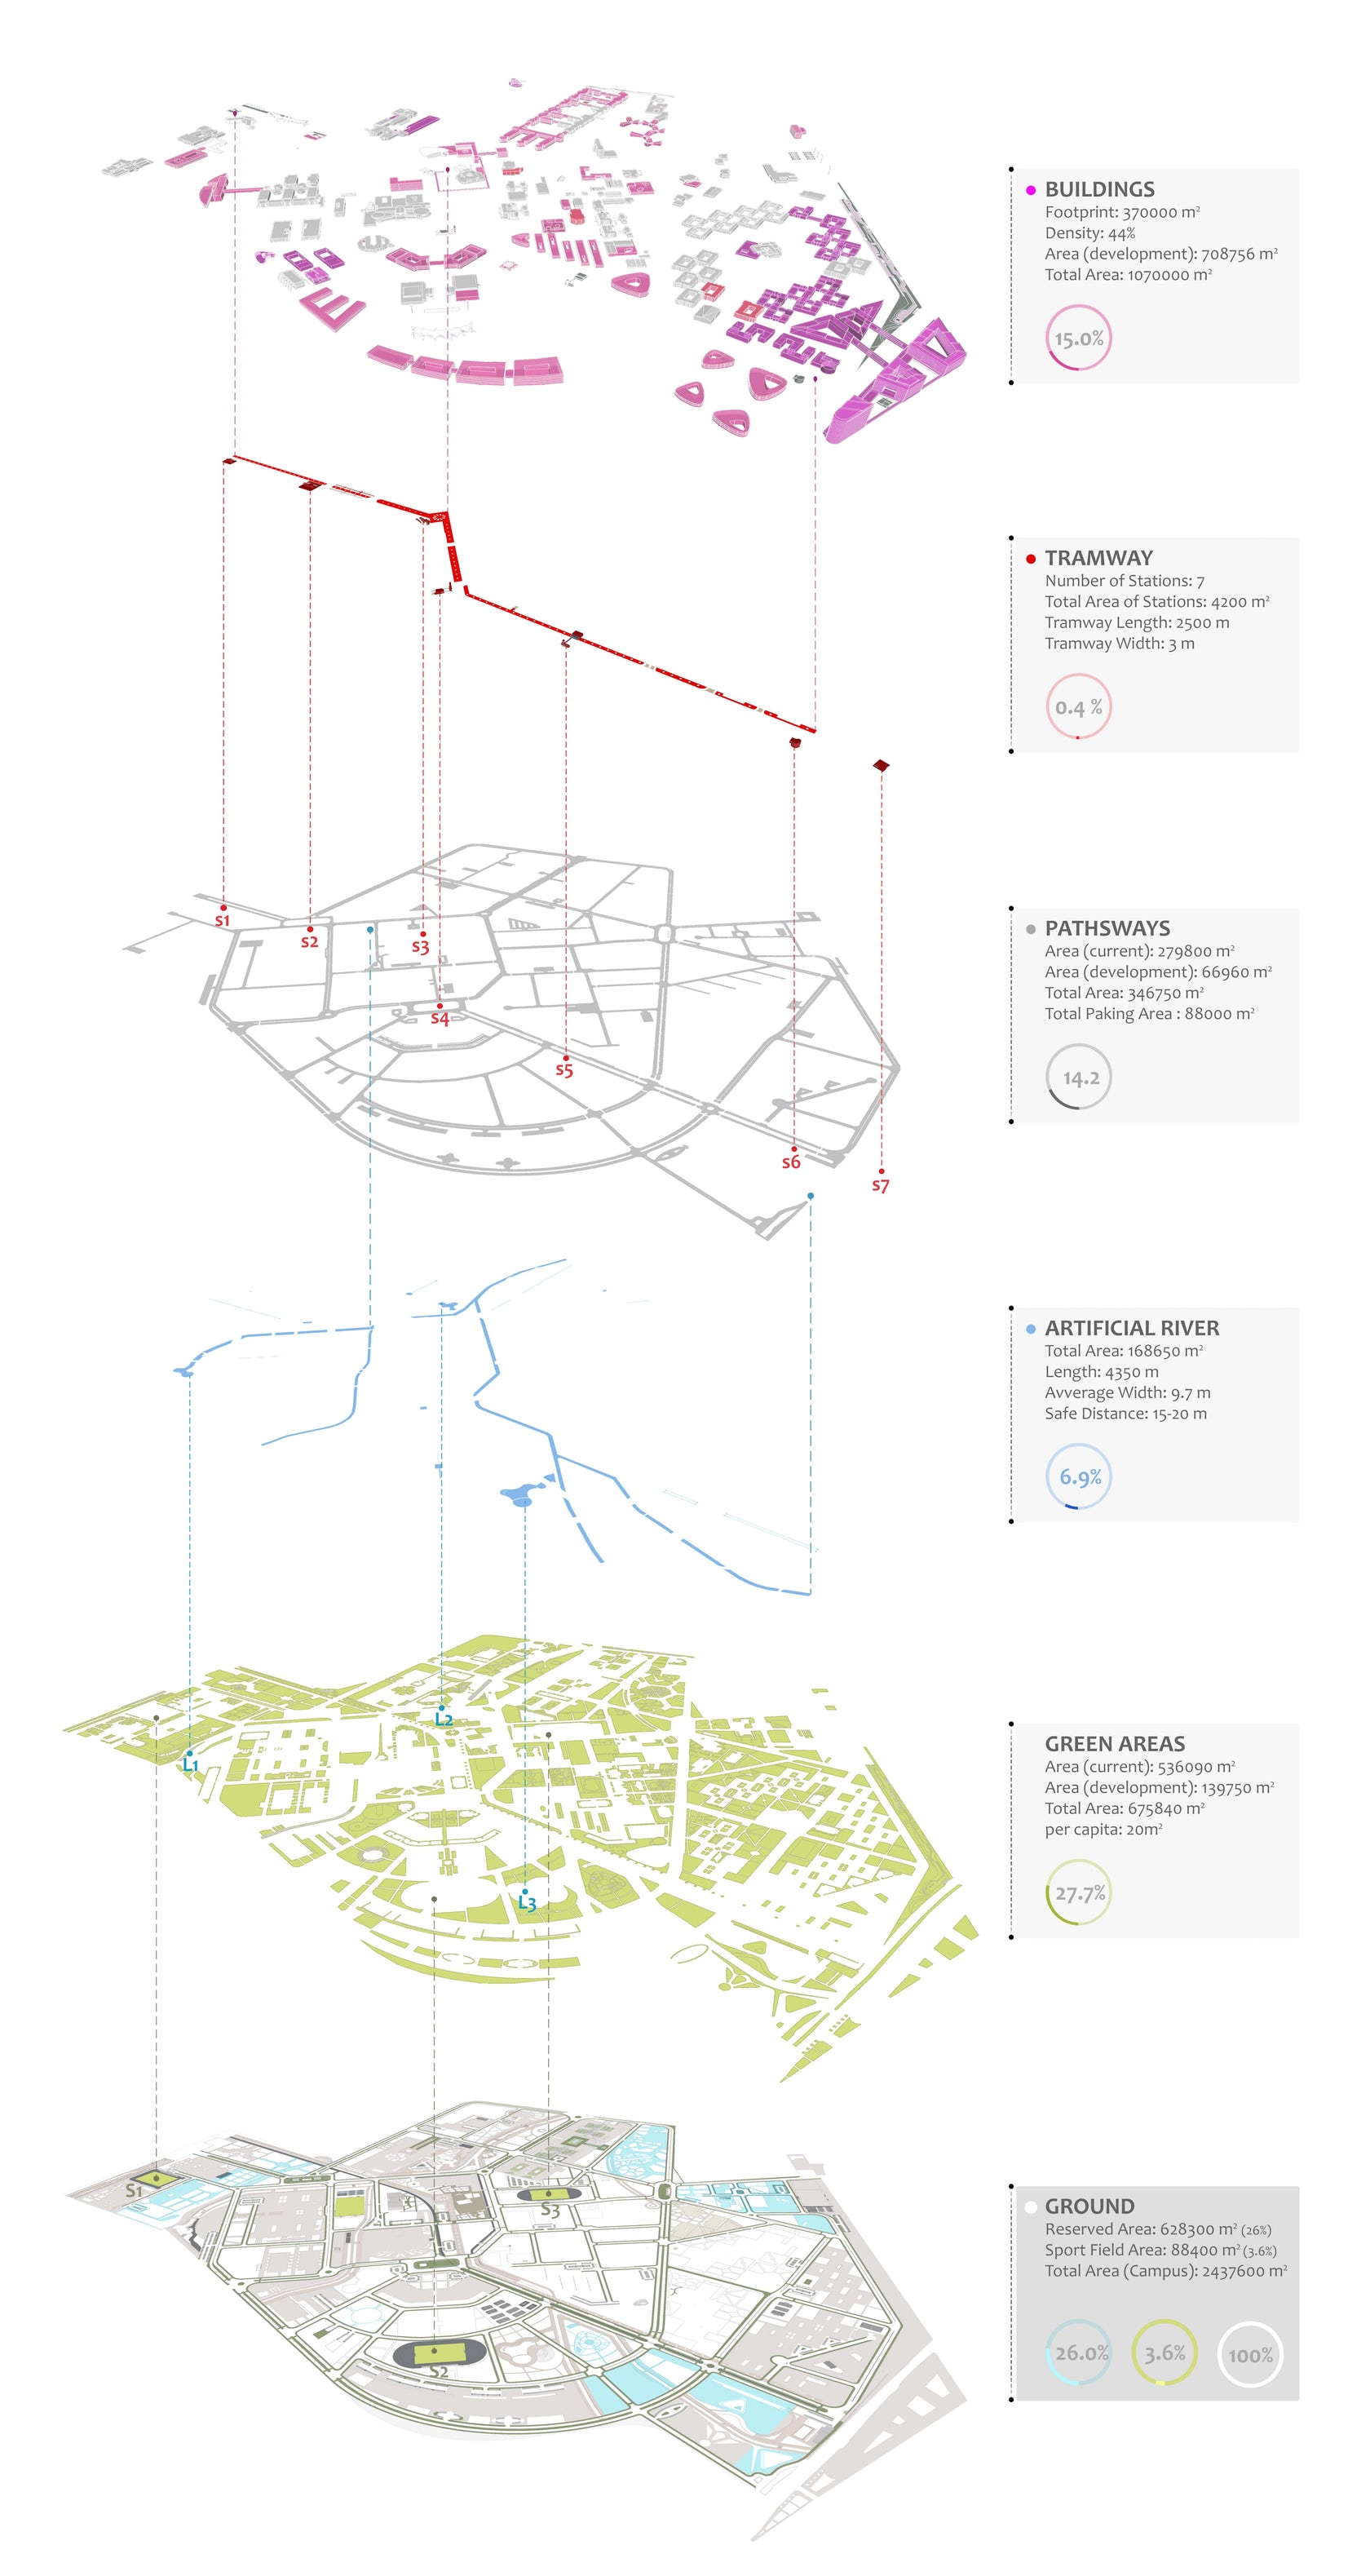 BUILDINGS
Footprint: 370000 m²
Density: 44%
Area (development): 708756 m²
Total Area: 1070000 m²
15.0%
TRAMWAY
Number of Stations: 7
Total Area of Stations: 4200 m²
Tramway Length: 2500 m
Tramway Width: 3 m
0.4 %
PATHSWAYS
Area (current): 279800 m²
Area (development): 66960 m²
Total Area: 346750 m²
Total Paking Area : 88000 m²
14.2
s1
s2
s3
s4
s5
s6
s7
ARTIFICIAL RIVER
Total Area: 168650 m²
Length: 4350 m
Avverage Width: 9.7 m
Safe Distance: 15-20 m
6.9%
L1
L2
L3
GREEN AREAS
Area (current): 536090 m²
Area (development): 139750 m²
Total Area: 675840 m²
per capita: 20m²
27.7%
S1
S2
S3
GROUND
Reserved Area: 628300 m² (26%)
Sport Field Area: 88400 m² (3.6%)
Total Area (Campus): 2437600 m²
26.0% 3.6% 100%